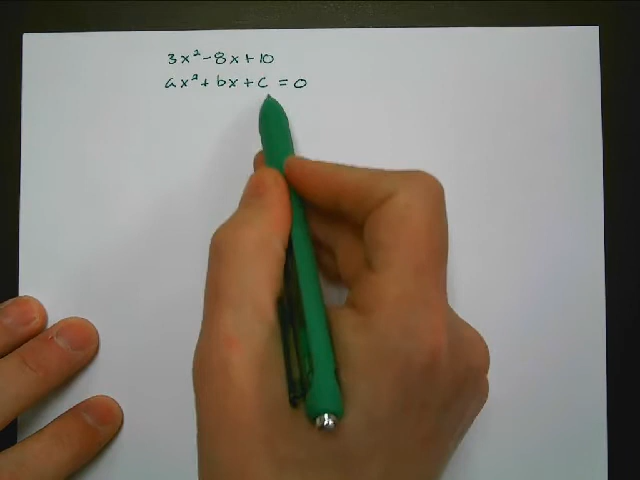 3x² - 8x + 10
ax² + bx + c = 0